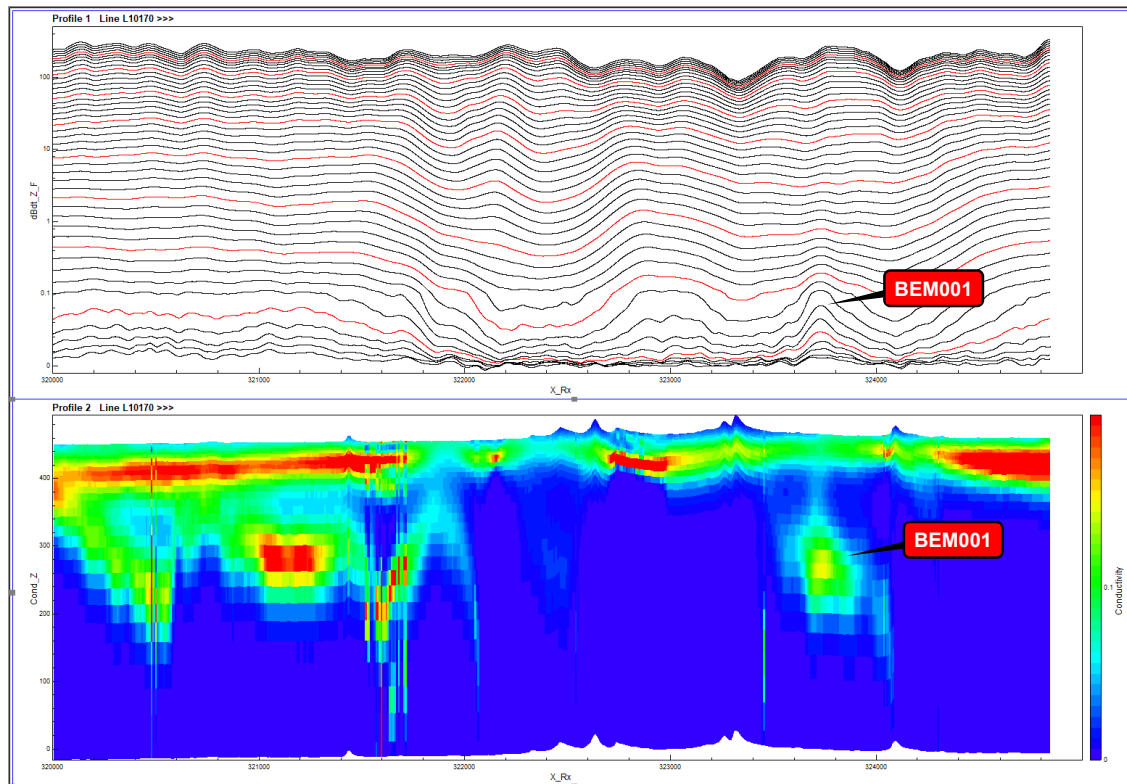 Profile 1 Line L10170 >>>
100
10
1
0.1
0
dBdt_Z_F
BEM001
320000 321000 322000 323000 324000
X_Rx
Profile 2 Line L10170 >>>
400
300
200
100
0
Cond_Z
BEM001
0.1
0
Conductivity
320000 321000 322000 323000 324000
X_Rx